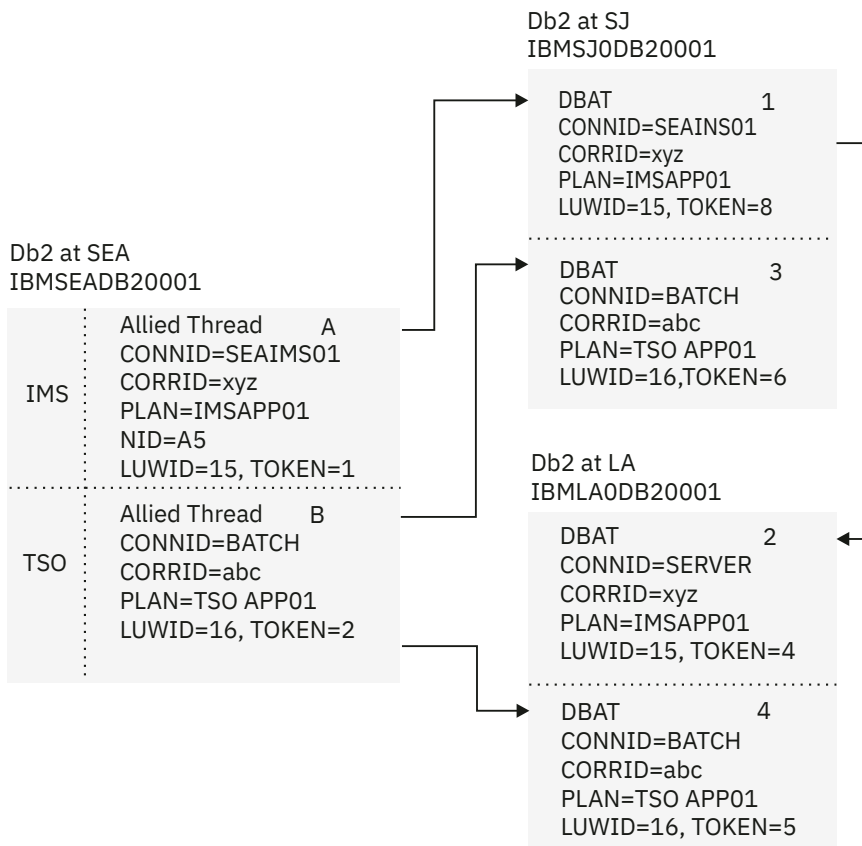 Db2 at SJ
IBMSJ0DB20001
DBAT 1
CONNID=SEAINS01
CORRID=xyz
PLAN=IMSAPP01
LUWID=15, TOKEN=8
DBAT 3
CONNID=BATCH
CORRID=abc
PLAN=TSO APP01
LUWID=16,TOKEN=6
Db2 at SEA
IBMSEADB20001
IMS
Allied Thread A
CONNID=SEAIMS01
CORRID=xyz
PLAN=IMSAPP01
NID=A5
LUWID=15, TOKEN=1
TSO
Allied Thread B
CONNID=BATCH
CORRID=abc
PLAN=TSO APP01
LUWID=16, TOKEN=2
Db2 at LA
IBMLA0DB20001
DBAT 2
CONNID=SERVER
CORRID=xyz
PLAN=IMSAPP01
LUWID=15, TOKEN=4
DBAT 4
CONNID=BATCH
CORRID=abc
PLAN=TSO APP01
LUWID=16, TOKEN=5